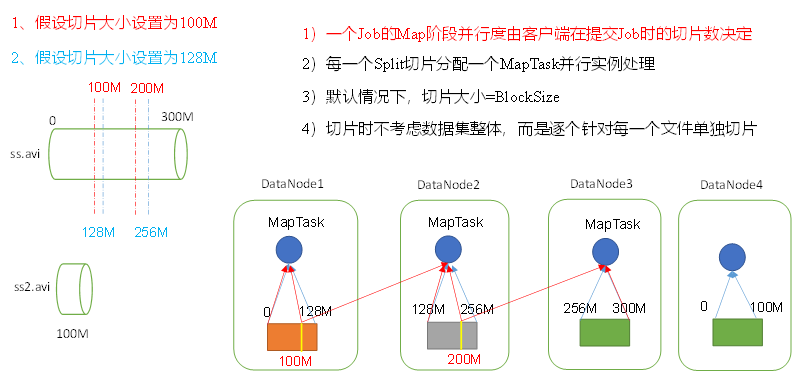 1、假设切片大小设置为100M
2、假设切片大小设置为128M
100M 200M
0 300M
ss.avi
128M 256M
ss2.avi
100M
1）一个Job的Map阶段并行度由客户端在提交Job时的切片数决定
2）每一个Split切片分配一个MapTask并行实例处理
3）默认情况下，切片大小=BlockSize
4）切片时不考虑数据集整体，而是逐个针对每一个文件单独切片
DataNode1
MapTask
0 128M
100M
DataNode2
MapTask
128M 256M
200M
DataNode3
MapTask
256M 300M
DataNode4
0 100M